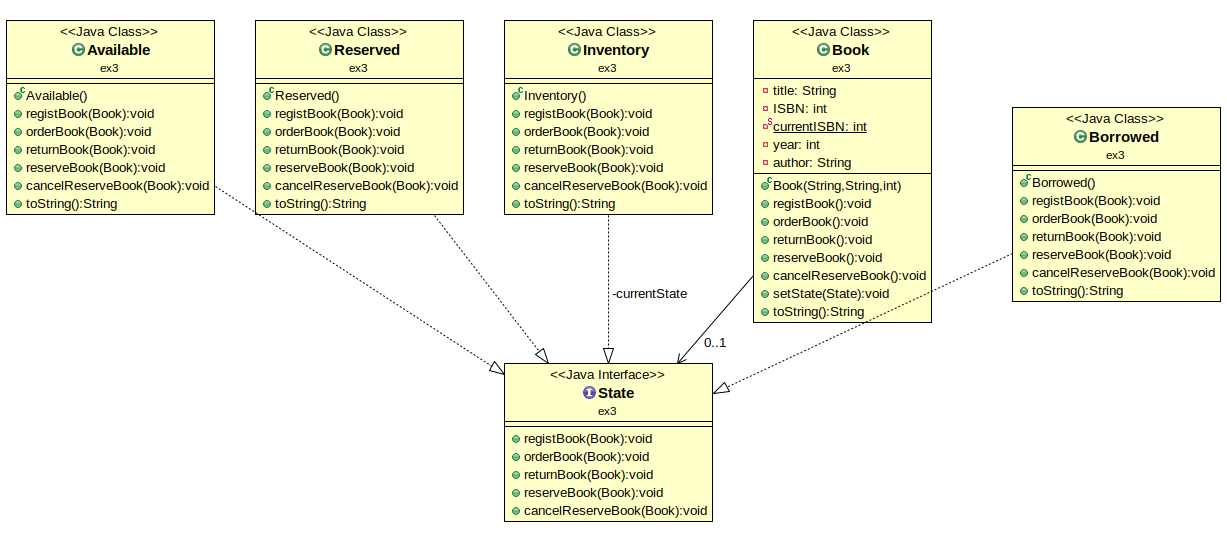 <<Java Class>>
Available
ex3
Available()
registBook(Book):void
orderBook(Book):void
returnBook(Book):void
reserveBook(Book):void
cancelReserveBook(Book):void
toString():String
<<Java Class>>
Reserved
ex3
Reserved()
registBook(Book):void
orderBook(Book):void
returnBook(Book):void
reserveBook(Book):void
cancelReserveBook(Book):void
toString():String
<<Java Class>>
Inventory
ex3
Inventory()
registBook(Book):void
orderBook(Book):void
returnBook(Book):void
reserveBook(Book):void
cancelReserveBook(Book):void
toString():String
<<Java Class>>
Book
ex3
title: String
ISBN: int
currentISBN: int
year: int
author: String
Book(String,String,int)
registBook():void
orderBook():void
returnBook():void
reserveBook():void
cancelReserveBook():void
setState(State):void
toString():String
<<Java Class>>
Borrowed
ex3
Borrowed()
registBook(Book):void
orderBook(Book):void
returnBook(Book):void
reserveBook(Book):void
cancelReserveBook(Book):void
toString():String
-currentState
0..1
<<Java Interface>>
State
ex3
registBook(Book):void
orderBook(Book):void
returnBook(Book):void
reserveBook(Book):void
cancelReserveBook(Book):void